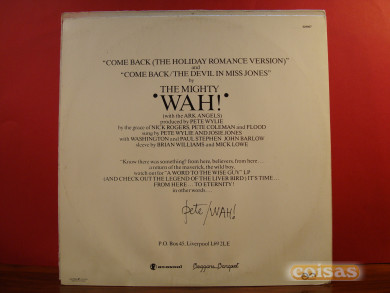 "COME BACK (THE HOLIDAY ROMANCE VERSION)"
and
"COME BACK/THE DEVIL IN MISS JONES"
by
THE MIGHTY
·WAH!·
(with the ARK ANGELS)
produced by PETE WYLIE
by the grace of NICK ROGERS, PETE COLEMAN and FLOOD
sung by PETE WYLIE AND JOSIE JONES
with WASHINGTON and PAUL STEPHEN JOHN BARLOW
sleeve by BRIAN WILLIAMS and MICK LOWE
"Know there was something! from here, believers, from here ...
a return of the maverick, the wild boy,
watch out for "A WORD TO THE WISE GUY" LP
(AND CHECK OUT THE LEGEND OF THE LIVER BIRD) IT'S TIME ...
FROM HERE ... TO ETERNITY!
in other words ...
pete/WAH!
P·O. Box 45, Liverpool L69 2LE
Beggars Banquet
coisas